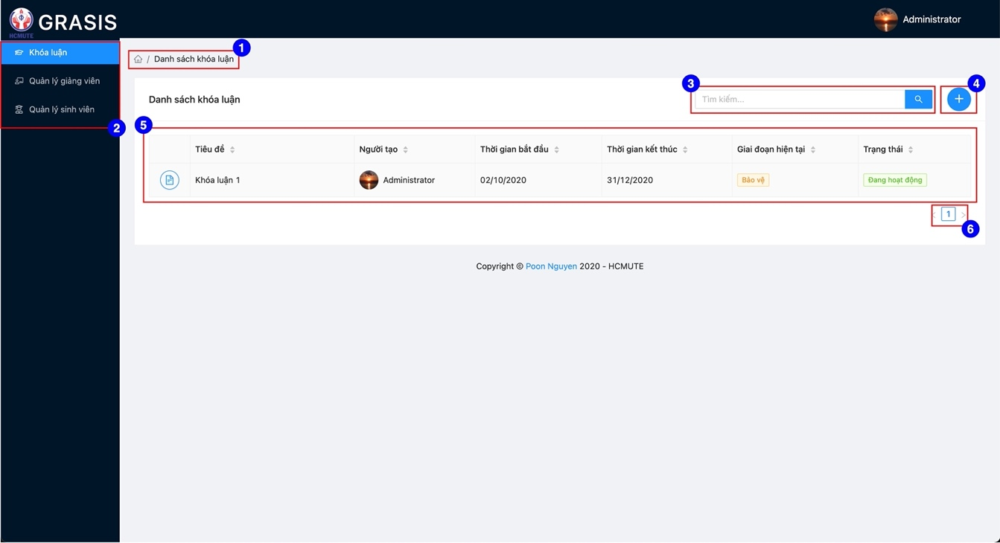 GRASIS
HCMUTE
Administrator
Khóa luận
Quản lý giảng viên
Quản lý sinh viên
2
/ Danh sách khóa luận
1
Danh sách khóa luận
3
Tìm kiếm...
4
5
Tiêu đề Người tạo Thời gian bắt đầu Thời gian kết thúc Giai đoạn hiện tại Trạng thái
Khóa luận 1 Administrator 02/10/2020 31/12/2020 Bảo vệ Đang hoạt động
< 1 >
6
Copyright © Poon Nguyen 2020 - HCMUTE